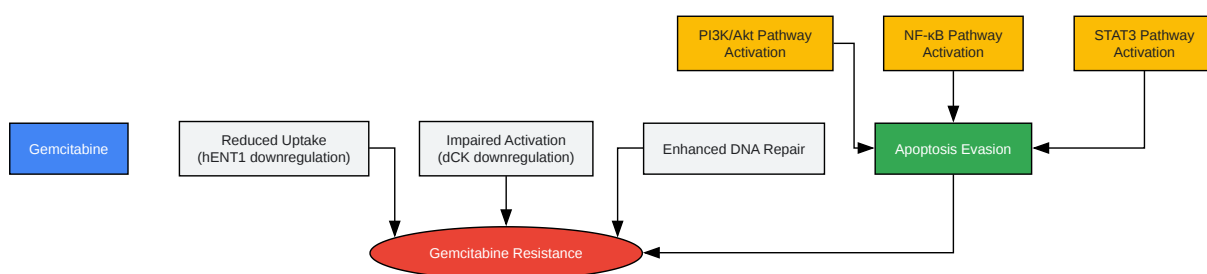 PI3K/Akt Pathway
Activation
NF-κB Pathway
Activation
STAT3 Pathway
Activation
Gemcitabine
Reduced Uptake
(hENT1 downregulation)
Impaired Activation
(dCK downregulation)
Enhanced DNA Repair
Apoptosis Evasion
Gemcitabine Resistance